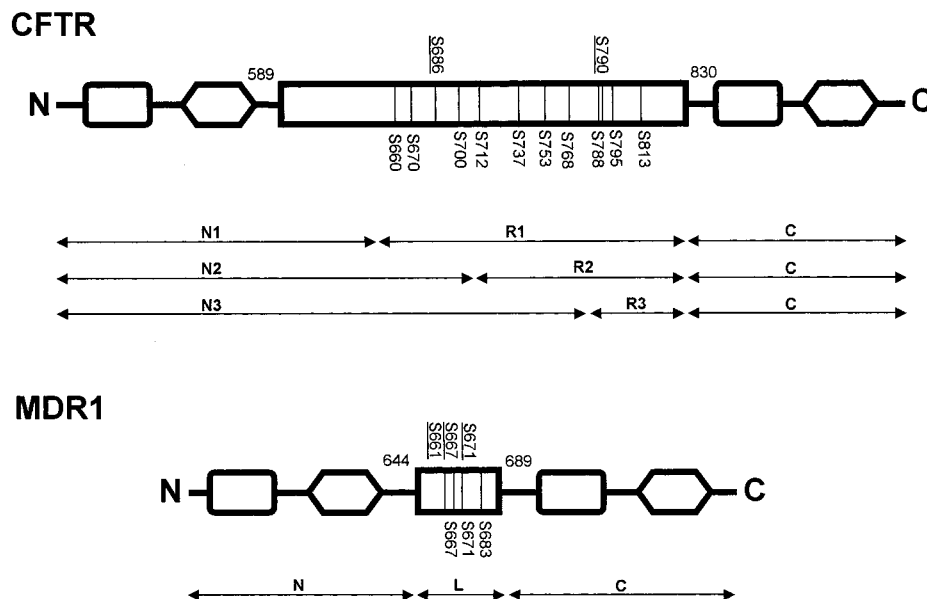 CFTR
S686 S790
589 830
N C
S660 S670 S700 S712 S737 S753 S768 S788 S795 S813
N1 R1 C
N2 R2 C
N3 R3 C
MDR1
S661 S667 S671
644 689
N C
S667 S671 S683
N L C